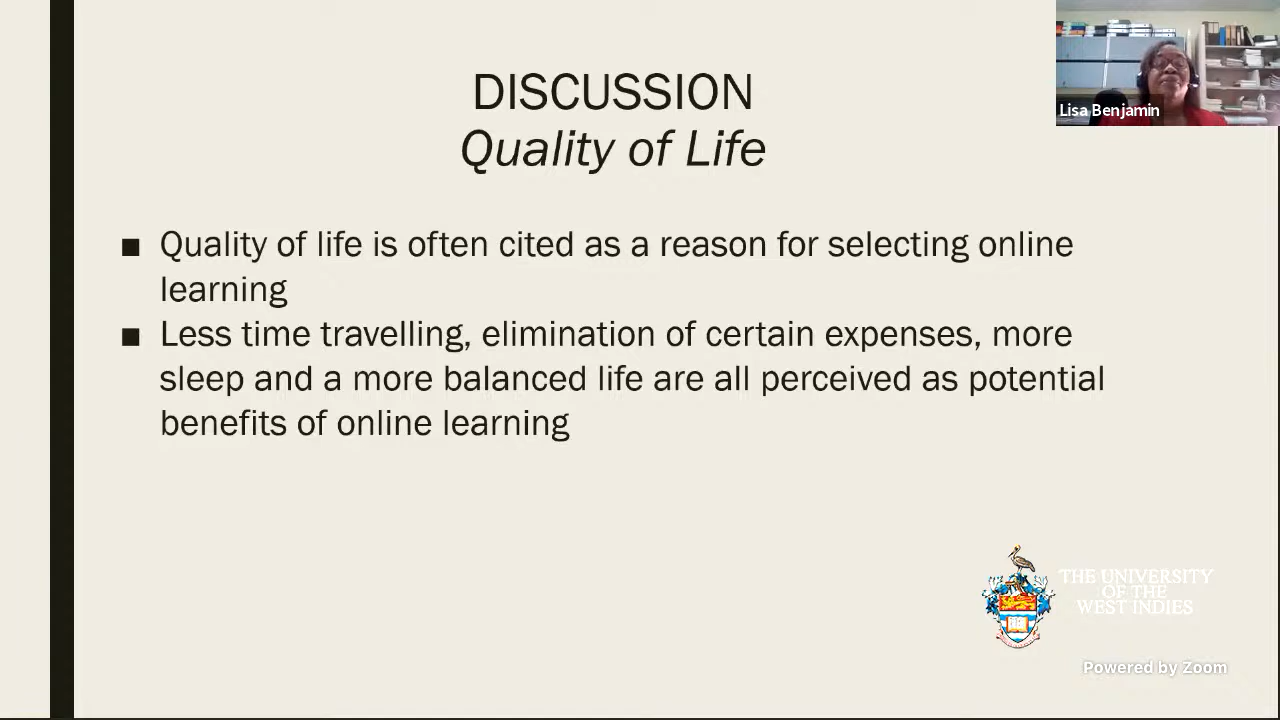 DISCUSSION
Quality of Life
Lisa Benjamin
■ Quality of life is often cited as a reason for selecting online
learning
■ Less time travelling, elimination of certain expenses, more
sleep and a more balanced life are all perceived as potential
benefits of online learning
THE UNIVERSITY
OF THE
WEST INDIES
Powered by Zoom